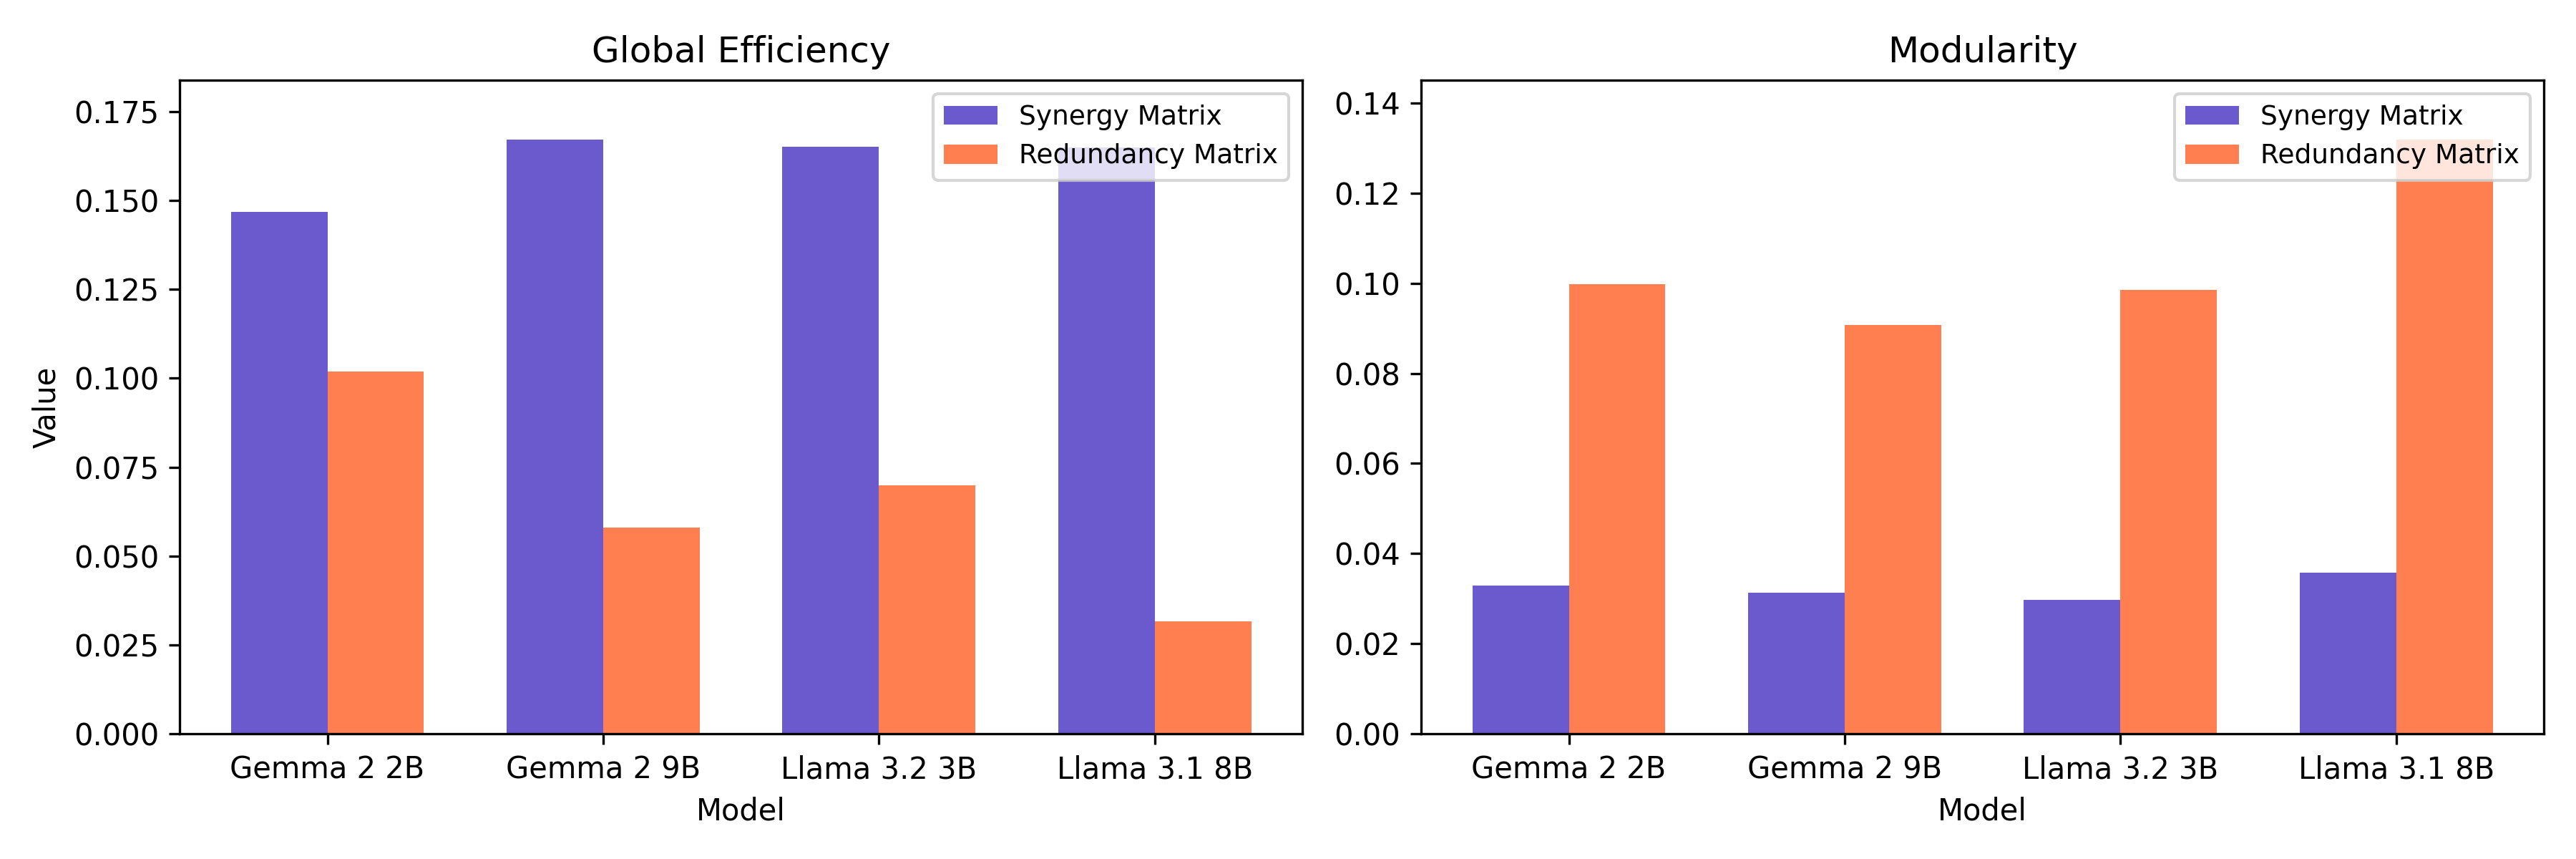 Global Efficiency
Synergy Matrix
Redundancy Matrix
0.175
0.150
0.125
0.100
0.075
0.050
0.025
0.000
Value
Gemma 2 2B
Gemma 2 9B
Llama 3.2 3B
Llama 3.1 8B
Model
Modularity
Synergy Matrix
Redundancy Matrix
0.14
0.12
0.10
0.08
0.06
0.04
0.02
0.00
Gemma 2 2B
Gemma 2 9B
Llama 3.2 3B
Llama 3.1 8B
Model